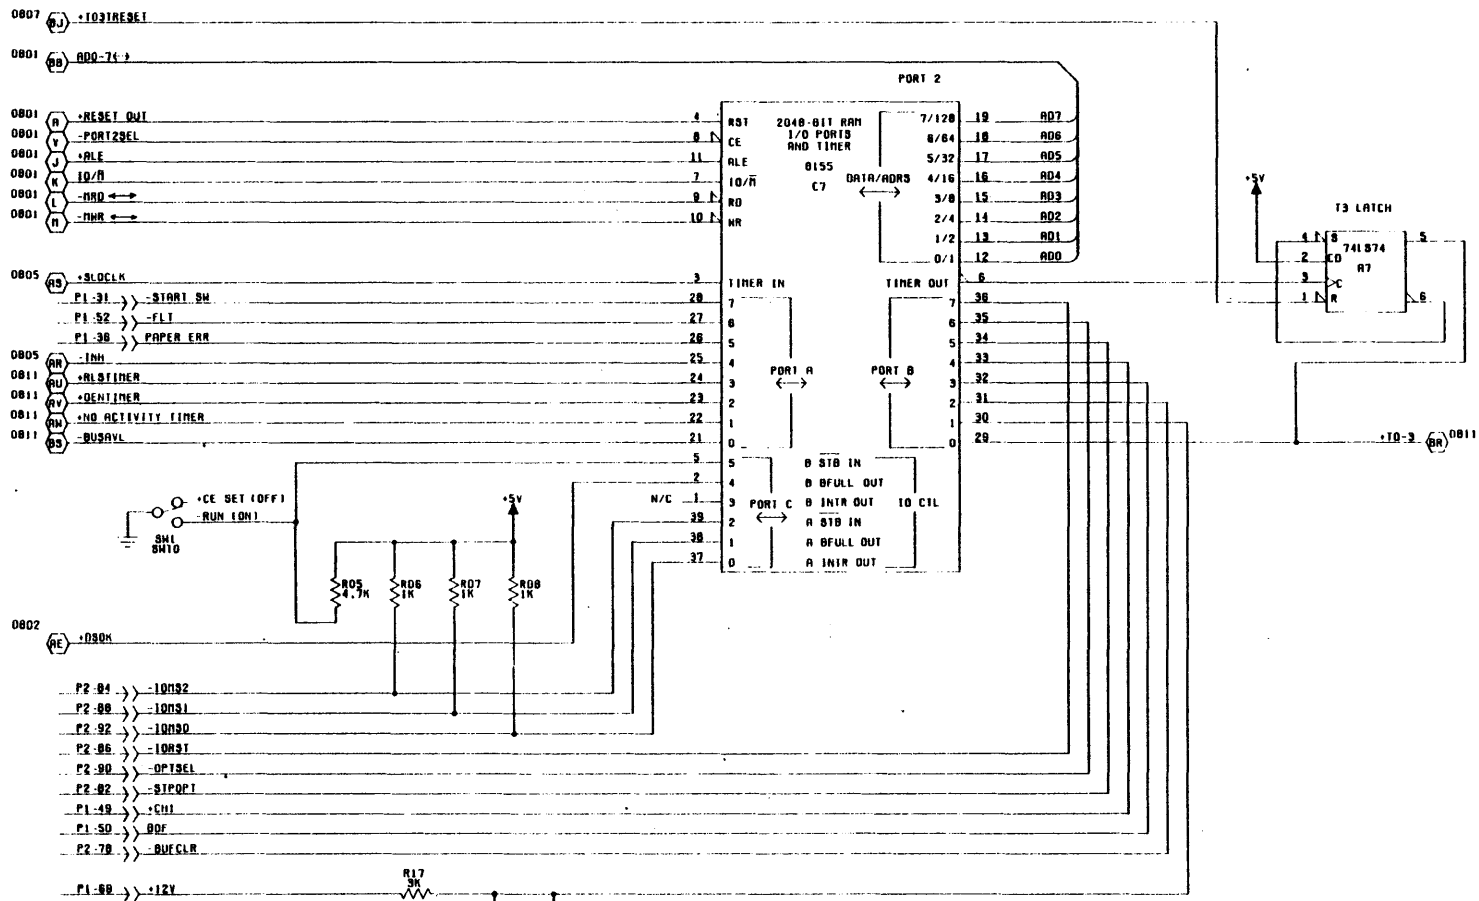 0807 BJ +TO3TRESET
0801 BB AD0-7
PORT 2
0801 A +RESET OUT 4 RST
0801 V -PORT2SEL 8 CE
0801 J +ALE 11 ALE
0801 K IO/M 7 IO/M
0801 L -MRD 9 RD
0801 M -MWR 10 WR
2048-BIT RAM
I/O PORTS
AND TIMER
8155
C7
DATA/ADRS
7/128 19 AD7
6/64 18 AD6
5/32 17 AD5
4/16 16 AD4
3/8 15 AD3
2/4 14 AD2
1/2 13 AD1
0/1 12 AD0
+5V
T3 LATCH
4 S 5
2 CD
3 C
1 R 6
74LS74
A7
0805 AS +SLOCLK 3 TIMER IN
TIMER OUT 6
P1-31 -START SW 28 7
P1-52 -FLT 27 6
P1-36 PAPER ERR 26 5
0805 AR -INH 25 4
0811 AU +RLSTIMER 24 3
0811 AV +DENTIMER 23 2
0811 AW +NO ACTIVITY TIMER 22 1
0811 BS -BUSAVL 21 0
PORT A
PORT B
7 36
6 35
5 34
4 33
3 32
2 31
1 30
0 29
+TO-3 BR 0811
5 5 B STB IN
2 4 B BFULL OUT
N/C 1 3 B INTR OUT
39 2 A STB IN
38 1 A BFULL OUT
37 0 A INTR OUT
PORT C
IO CTL
+CE SET (OFF)
-RUN (ON)
SW1
SW10
+5V
R05
4.7K
R06
1K
R07
1K
R08
1K
0802 AE +DSOK
P2-84 -IOMS2
P2-88 -IOMS1
P2-92 -IOMS0
P2-86 -IORST
P2-90 -OPTSEL
P2-82 -STPOPT
P1-49 +CH1
P1-50 BOF
P2-78 -BUFCLR
P1-68 +12V
R17
3K